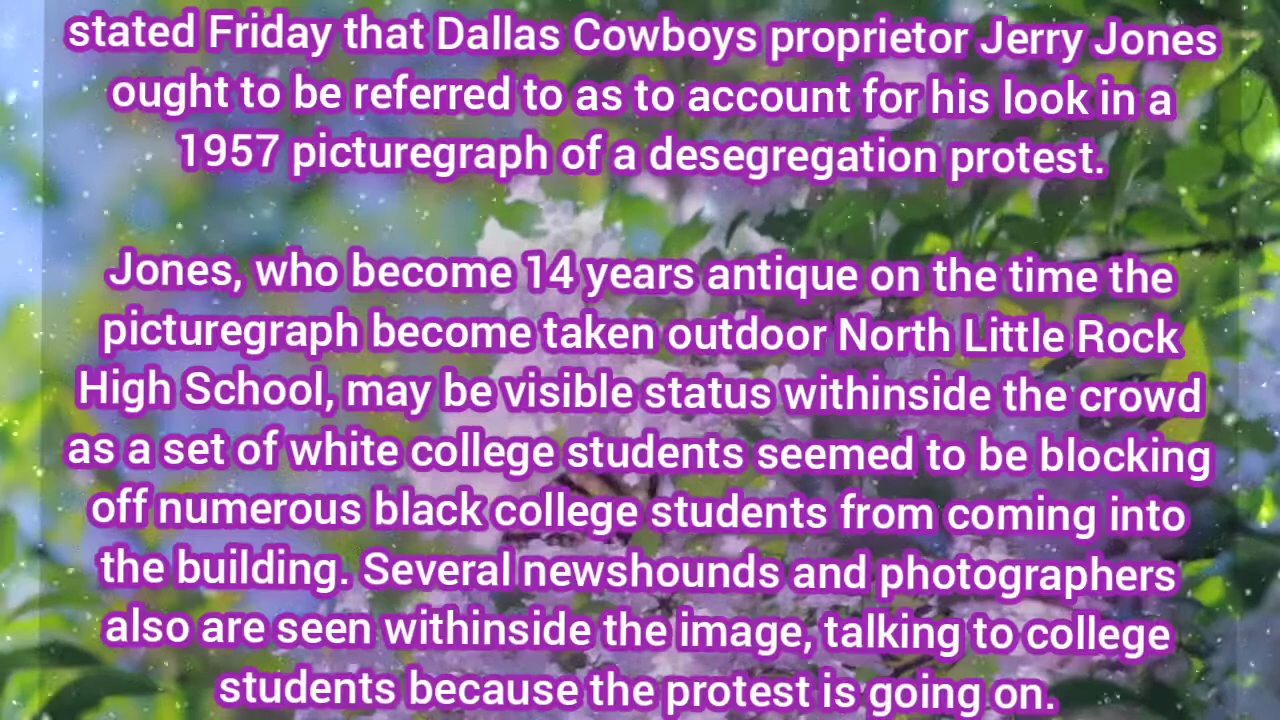 stated Friday that Dallas Cowboys proprietor Jerry Jones
ought to be referred to as to account for his look in a
1957 picturegraph of a desegregation protest.
Jones, who become 14 years antique on the time the
picturegraph become taken outdoor North Little Rock
High School, may be visible status withinside the crowd
as a set of white college students seemed to be blocking
off numerous black college students from coming into
the building. Several newshounds and photographers
also are seen withinside the image, talking to college
students because the protest is going on.